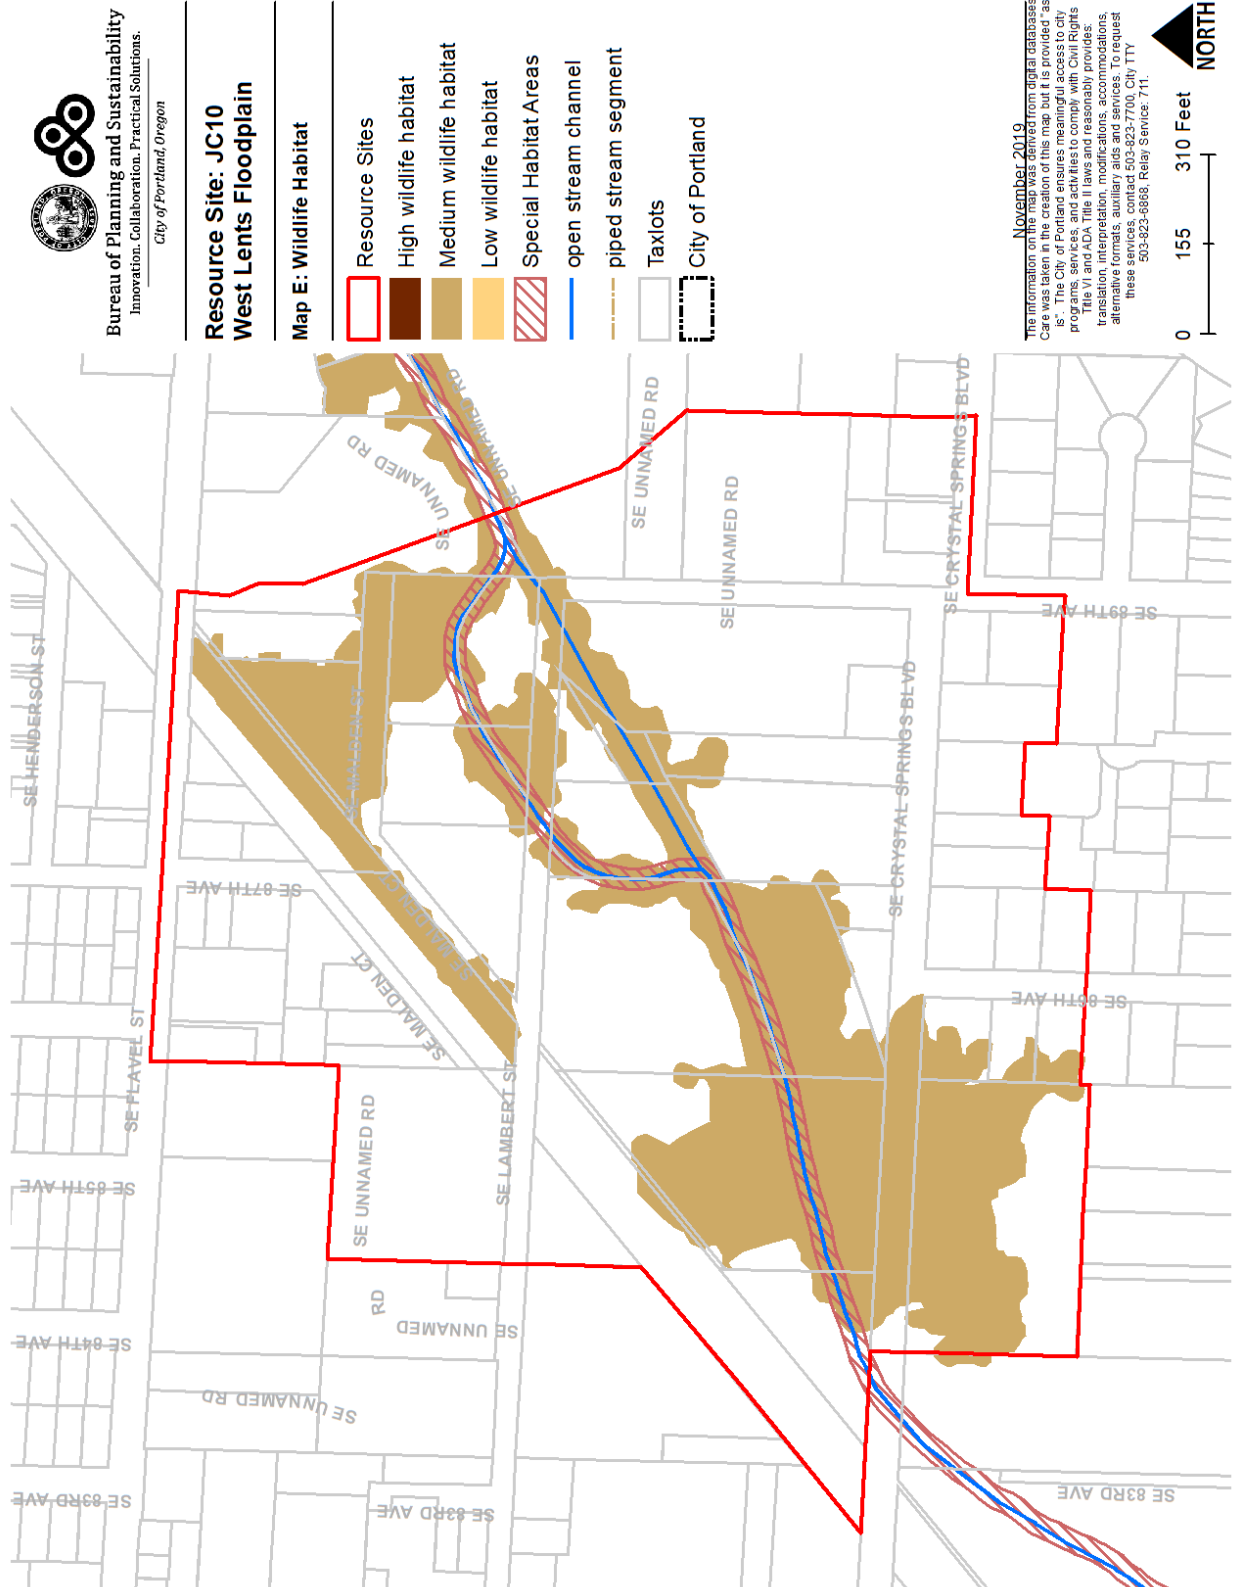 Bureau of Planning and Sustainability
Innovation. Collaboration. Practical Solutions.
City of Portland, Oregon
Resource Site: JC10
West Lents Floodplain
Map E: Wildlife Habitat
Resource Sites
High wildlife habitat
Medium wildlife habitat
Low wildlife habitat
Special Habitat Areas
open stream channel
piped stream segment
Taxlots
City of Portland
November 2019
The information on the map was derived from digital databases
Care was taken in the creation of this map but it is provided "as
is". The City of Portland ensures meaningful access to city
programs, services, and activities to comply with Civil Rights
Title VI and ADA Title II laws and reasonably provides:
translation, interpretation, modifications, accommodations,
alternative formats, auxiliary aids and services. To request
these services, contact 503-823-7700, City TTY
503-823-6868, Relay Service: 711.
0 155 310 Feet
NORTH
SE HENDERSON ST
SE FLAVEL ST
SE 85TH AVE
SE 84TH AVE
SE 83RD AVE
SE 87TH AVE
SE MALDEN ST
SE MALDEN CT
SE MALDEN CT
SE LAMBERT ST
SE UNNAMED RD
SE UNNAMED
RD
SE UNNAMED RD
SE 83RD AVE
SE UNNAMED RD
SE UNNAMED RD
SE UNNAMED RD
SE UNNAMED RD
SE CRYSTAL SPRINGS BLVD
SE CRYSTAL SPRINGS BLVD
SE 89TH AVE
SE 86TH AVE
SE 83RD AVE